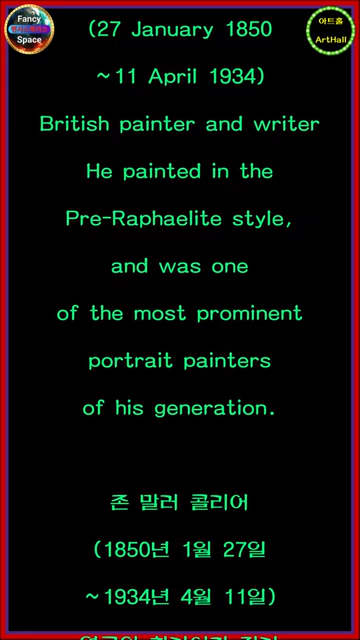 Fancy
Space
아트홀
ArtHall
(27 January 1850
~11 April 1934)
British painter and writer
He painted in the
Pre-Raphaelite style,
and was one
of the most prominent
portrait painters
of his generation.
존 말러 콜리어
(1850년 1월 27일
~1934년 4월 11일)